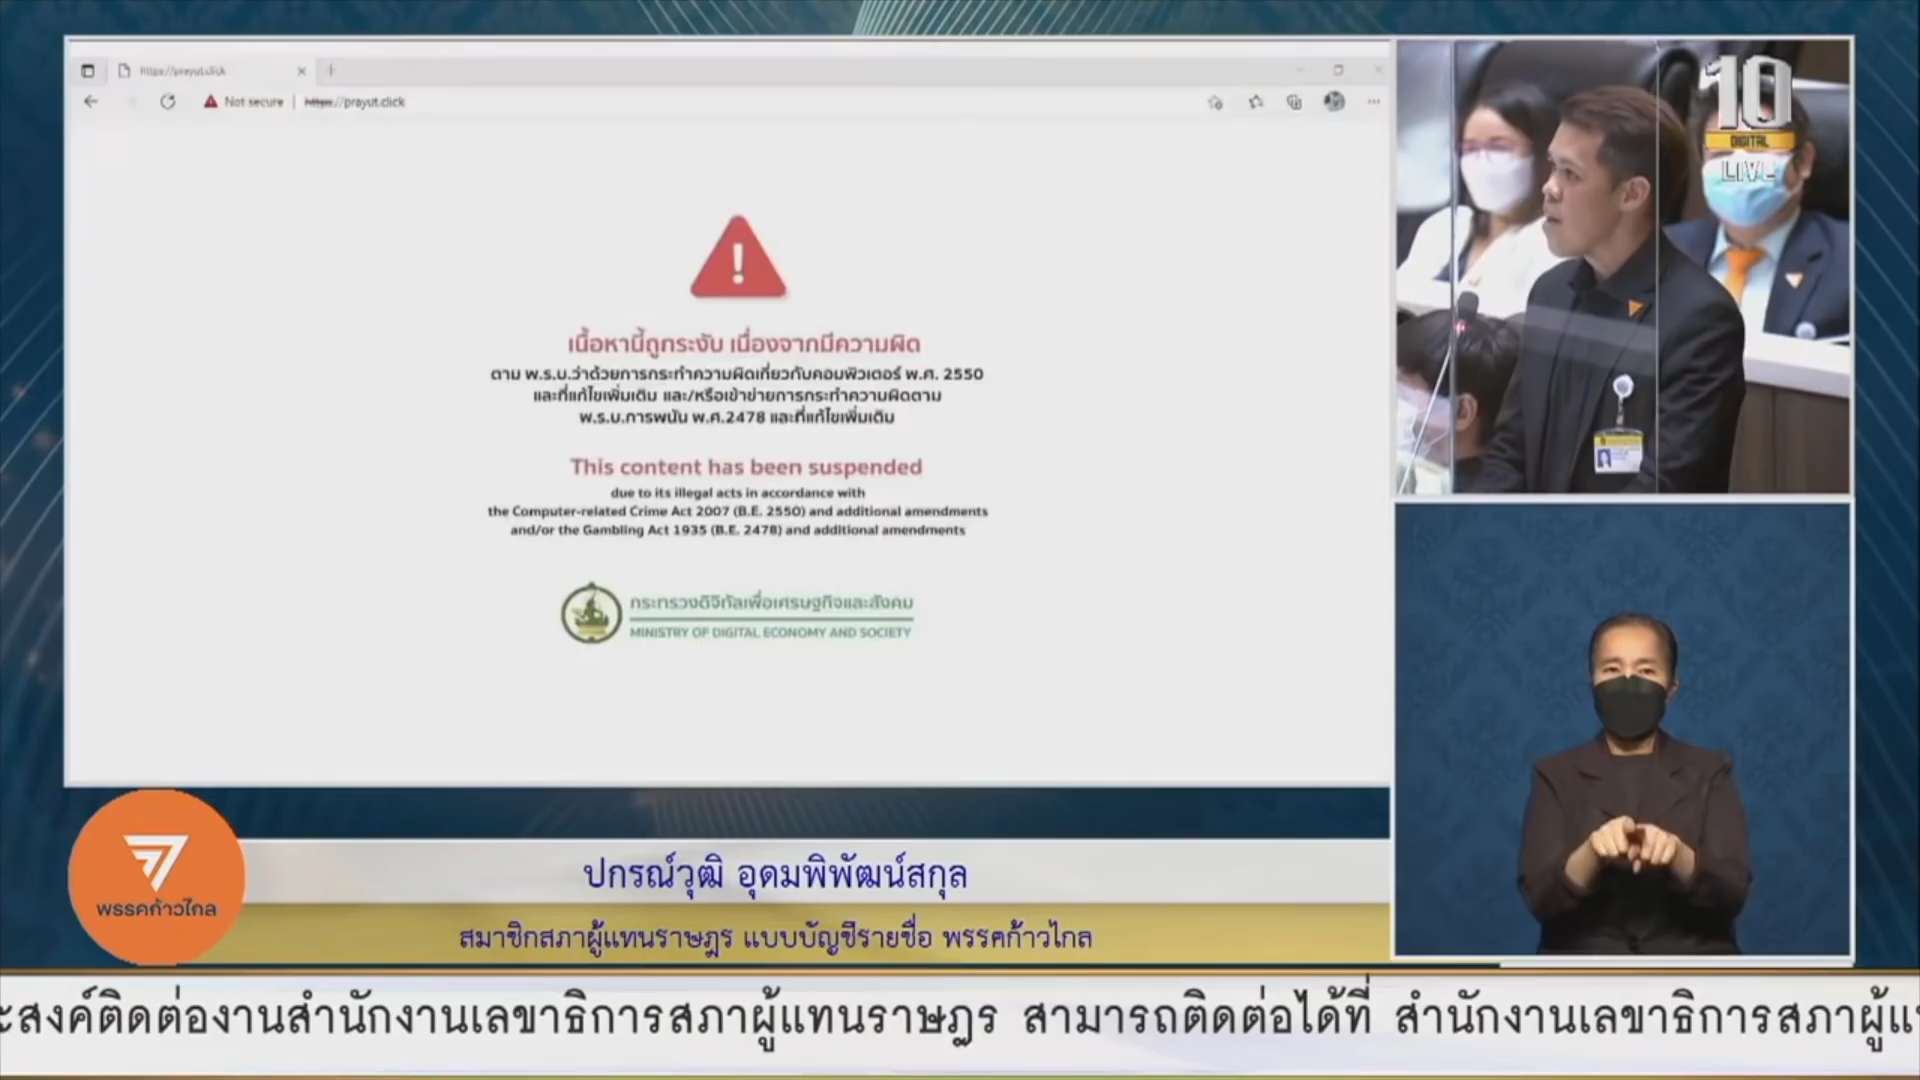 https://prayut.click
Not secure | https://prayut.click
10
DIGITAL
LIVE
เนื้อหานี้ถูกระงับ เนื่องจากมีความผิด
ตาม พ.ร.บ.ว่าด้วยการกระทำความผิดเกี่ยวกับคอมพิวเตอร์ พ.ศ. 2550
และที่แก้ไขเพิ่มเติม และ/หรือเข้าข่ายการกระทำความผิดตาม
พ.ร.บ.การพนัน พ.ศ.2478 และที่แก้ไขเพิ่มเติม
This content has been suspended
due to its illegal acts in accordance with
the Computer-related Crime Act 2007 (B.E. 2550) and additional amendments
and/or the Gambling Act 1935 (B.E. 2478) and additional amendments
กระทรวงดิจิทัลเพื่อเศรษฐกิจและสังคม
MINISTRY OF DIGITAL ECONOMY AND SOCIETY
พรรคก้าวไกล
ปกรณ์วุฒิ อุดมพิพัฒน์สกุล
สมาชิกสภาผู้แทนราษฎร แบบบัญชีรายชื่อ พรรคก้าวไกล
ะสงค์ติดต่องานสำนักงานเลขาธิการสภาผู้แทนราษฎร สามารถติดต่อได้ที่ สำนักงานเลขาธิการสภาผู้แ